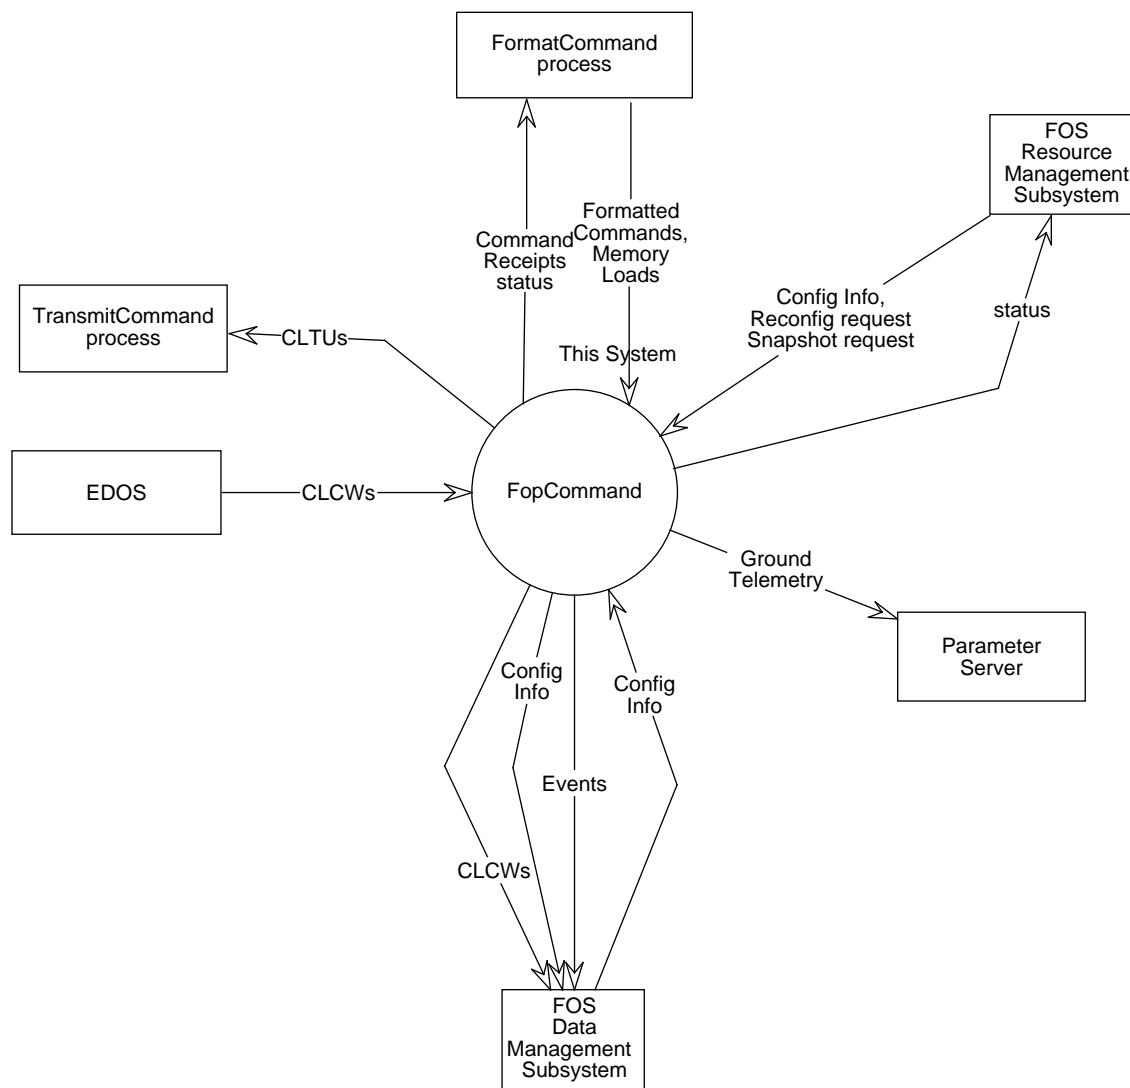 FormatCommand
process
FOS
Resource
Management
Subsystem
Formatted
Commands,
Memory
Loads
Command
Receipts
status
Config Info,
Reconfig request
Snapshot request
status
TransmitCommand
process
CLTUs
This System
EDOS
CLCWs
FopCommand
Ground
Telemetry
Parameter
Server
Config
Info
Config
Info
Events
CLCWs
FOS
Data
Management
Subsystem